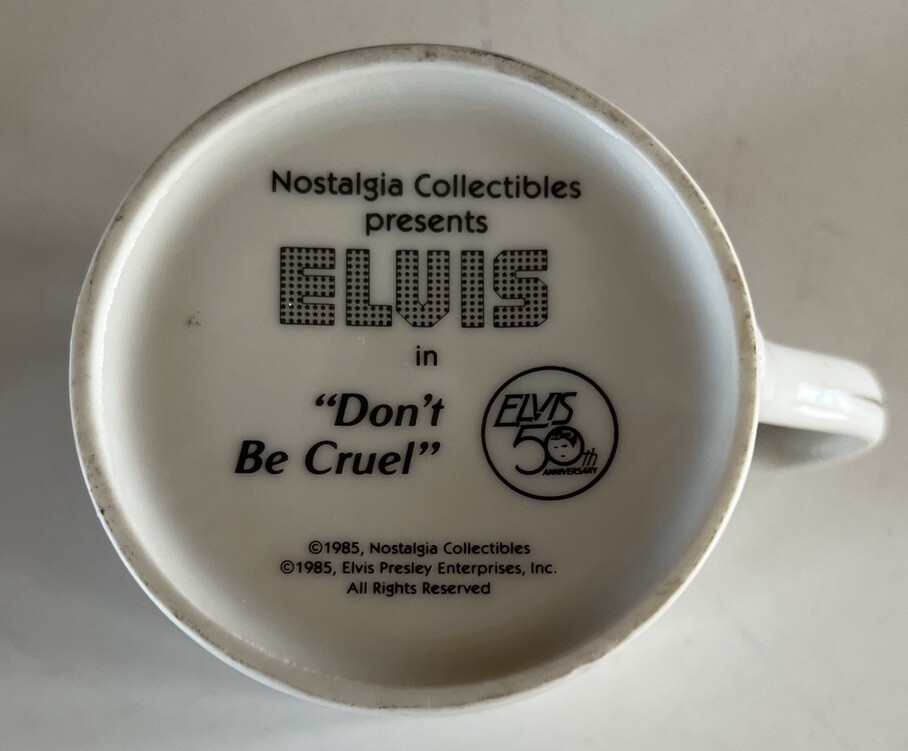 Nostalgia Collectibles
presents
ELVIS
in
“Don’t
Be Cruel”
ELVIS
50th
ANNIVERSARY
©1985, Nostalgia Collectibles
©1985, Elvis Presley Enterprises, Inc.
All Rights Reserved